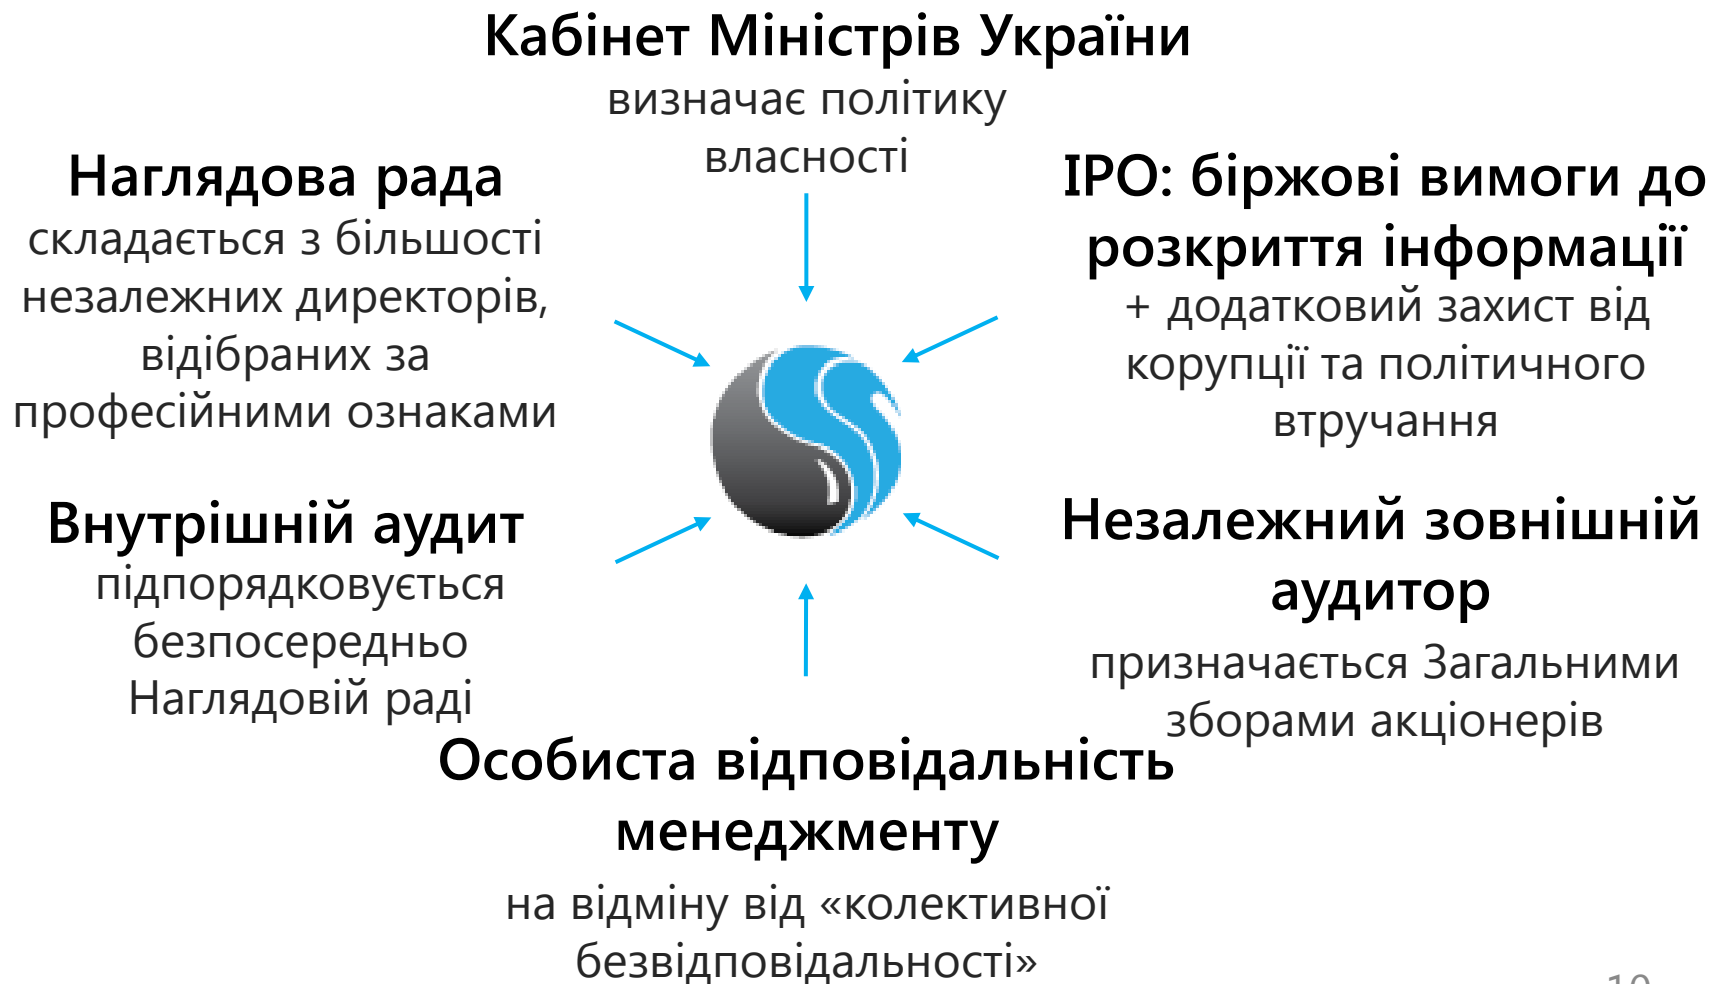 Кабінет Міністрів України
визначає політику
власності
Наглядова рада
складається з більшості
незалежних директорів,
відібраних за
професійними ознаками
IPO: біржові вимоги до
розкриття інформації
+ додатковий захист від
корупції та політичного
втручання
Внутрішній аудит
підпорядковується
безпосередньо
Наглядовій раді
Незалежний зовнішній
аудитор
призначається Загальними
зборами акціонерів
Особиста відповідальність
менеджменту
на відміну від «колективної
безвідповідальності»